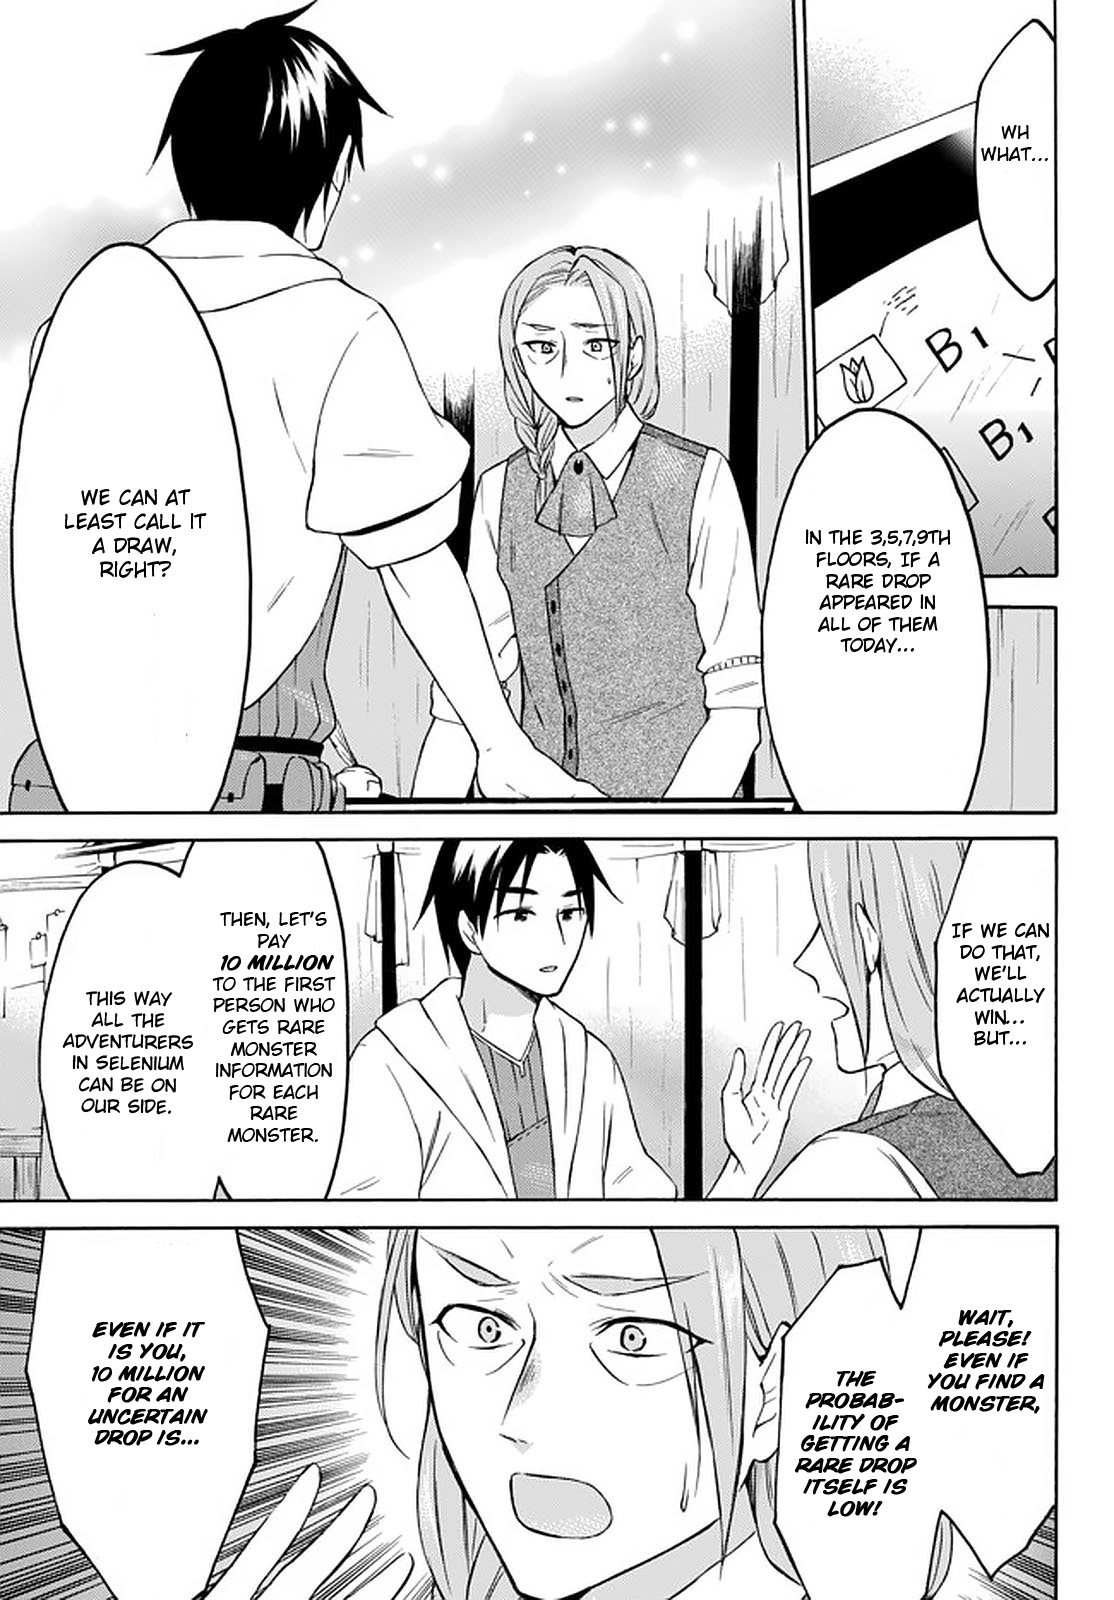 WH
WHAT...
B1
B
B1
IN THE 3,5,7,9TH
FLOORS, IF A
RARE DROP
APPEARED IN
ALL OF THEM
TODAY...
WE CAN AT
LEAST CALL IT
A DRAW,
RIGHT?
IF WE CAN
DO THAT,
WE'LL
ACTUALLY
WIN...
BUT...
THEN, LET'S
PAY
10 MILLION
TO THE FIRST
PERSON WHO
GETS RARE
MONSTER
INFORMATION
FOR EACH
RARE
MONSTER.
THIS WAY
ALL THE
ADVENTURERS
IN SELENIUM
CAN BE ON
OUR SIDE.
WAIT,
PLEASE!
EVEN IF
YOU FIND A
MONSTER,
THE
PROBAB-
ILITY OF
GETTING A
RARE DROP
ITSELF IS
LOW!
EVEN IF IT
IS YOU,
10 MILLION
FOR AN
UNCERTAIN
DROP IS...